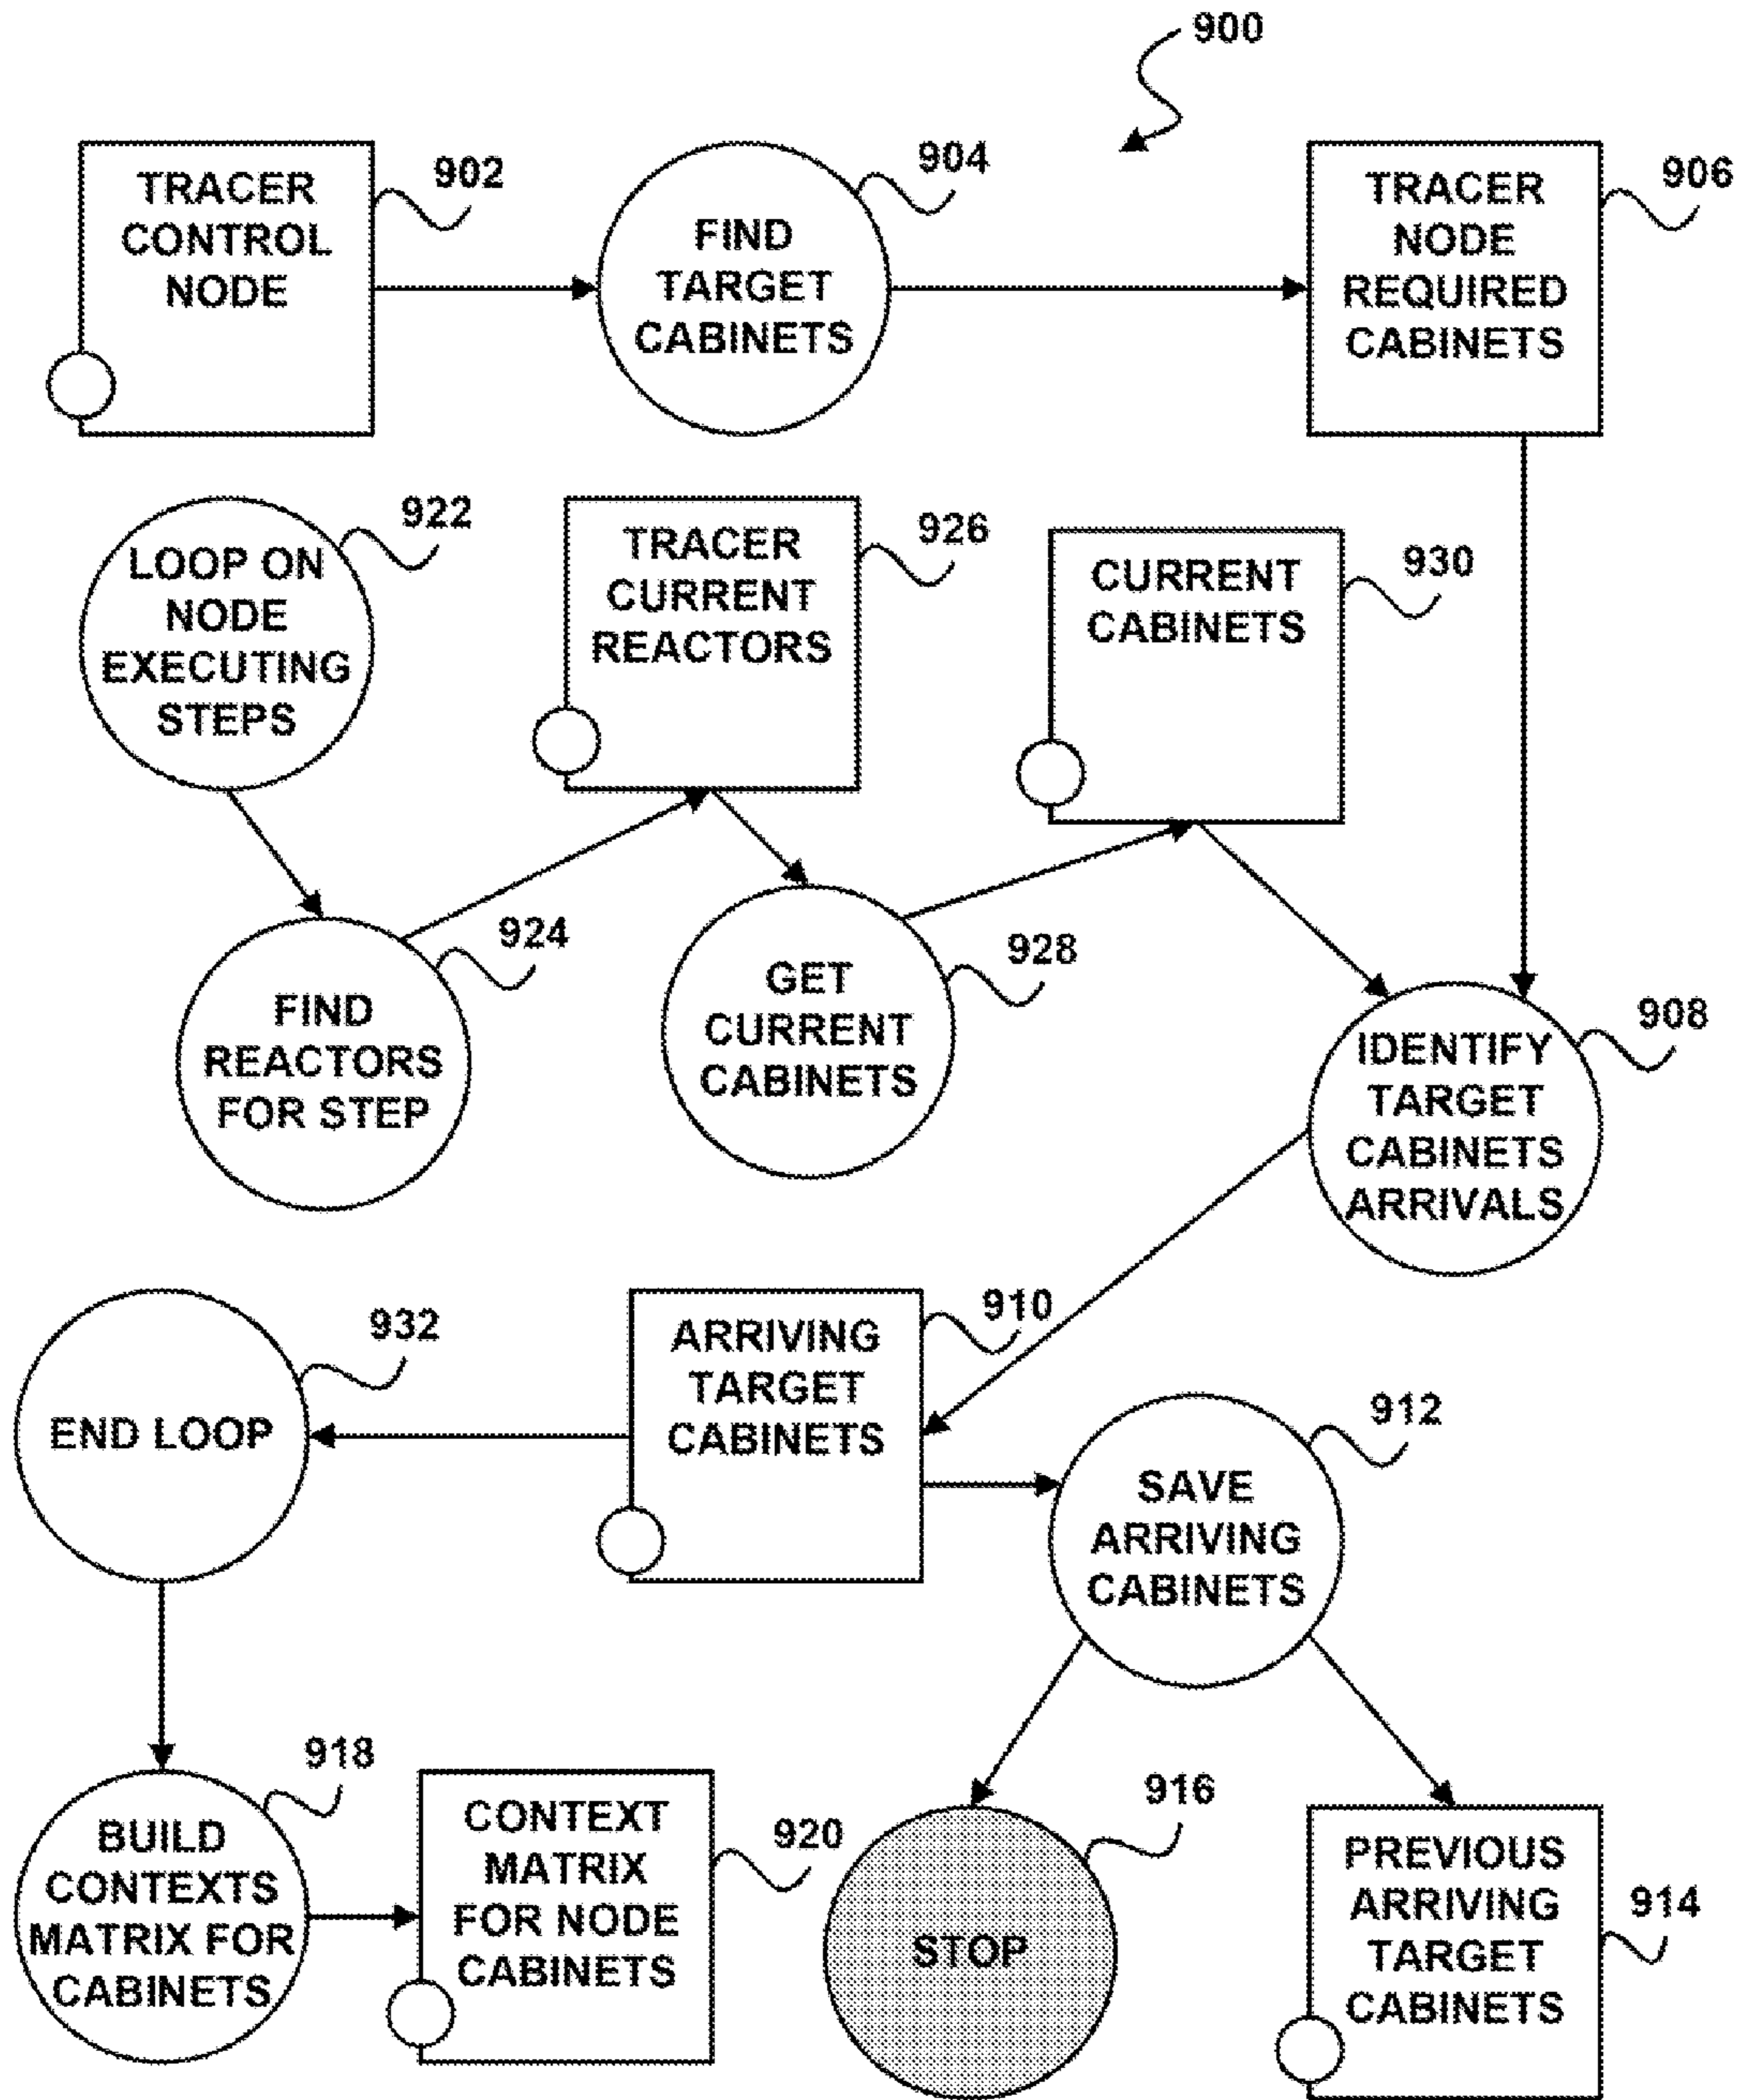 900
TRACER
CONTROL
NODE
902
FIND
TARGET
CABINETS
904
TRACER
NODE
REQUIRED
CABINETS
906
LOOP ON
NODE
EXECUTING
STEPS
922
TRACER
CURRENT
REACTORS
926
CURRENT
CABINETS
930
FIND
REACTORS
FOR STEP
924
GET
CURRENT
CABINETS
928
IDENTIFY
TARGET
CABINETS
ARRIVALS
908
END LOOP
932
ARRIVING
TARGET
CABINETS
910
SAVE
ARRIVING
CABINETS
912
BUILD
CONTEXTS
MATRIX FOR
CABINETS
918
CONTEXT
MATRIX
FOR NODE
CABINETS
920
STOP
916
PREVIOUS
ARRIVING
TARGET
CABINETS
914